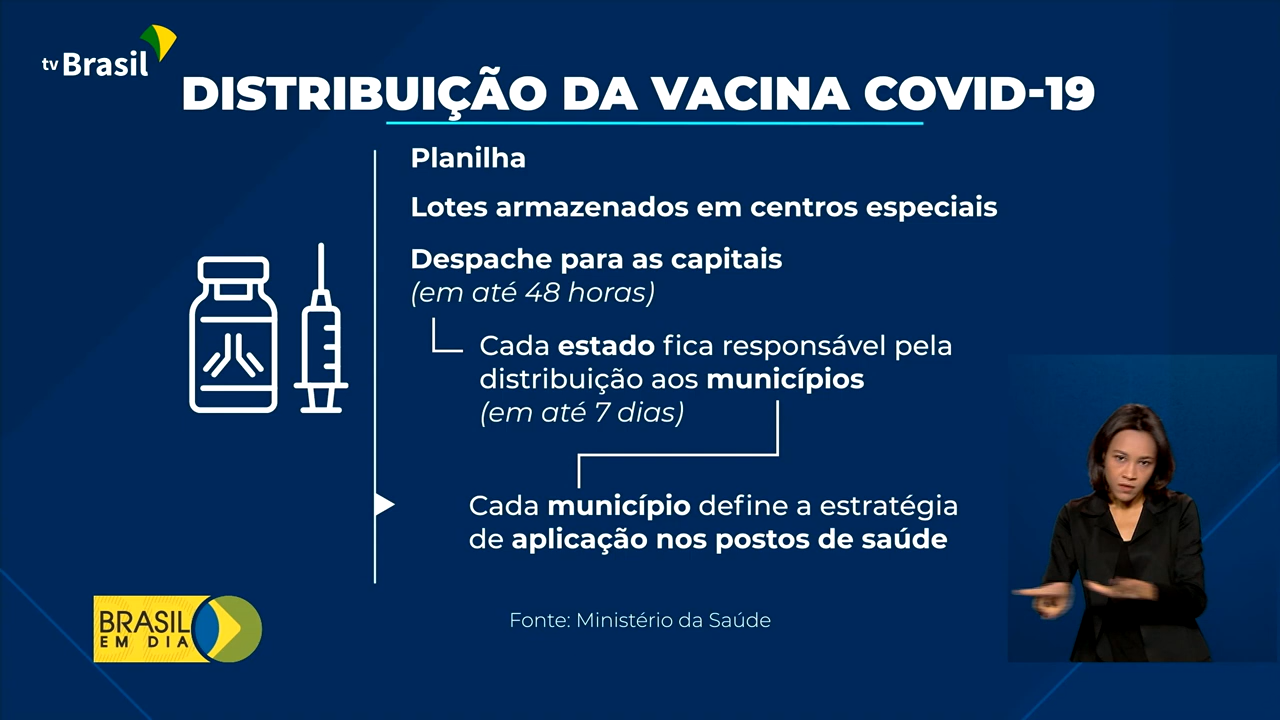 tv Brasil
DISTRIBUIÇÃO DA VACINA COVID-19
Planilha
Lotes armazenados em centros especiais
Despache para as capitais
(em até 48 horas)
Cada estado fica responsável pela
distribuição aos municípios
(em até 7 dias)
Cada município define a estratégia
de aplicação nos postos de saúde
BRASIL
EM DIA
Fonte: Ministério da Saúde